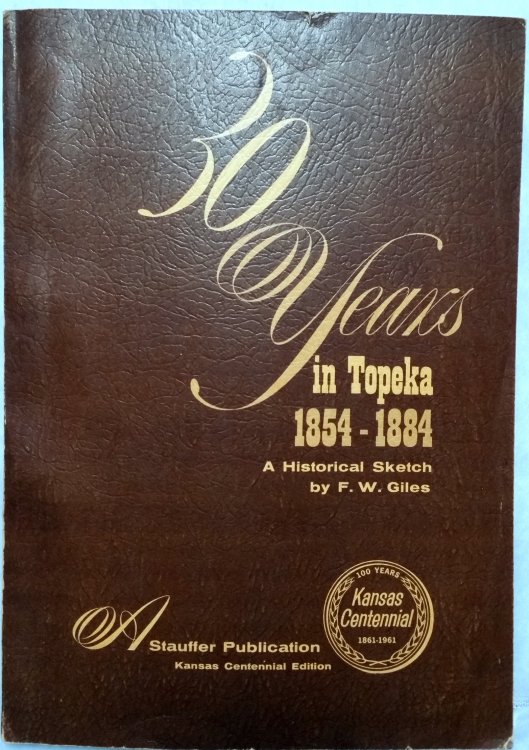 30
Years
in Topeka
1854 - 1884
A Historical Sketch
by F. W. Giles
A
Stauffer Publication
Kansas Centennial Edition
100 YEARS
Kansas
Centennial
1861-1961